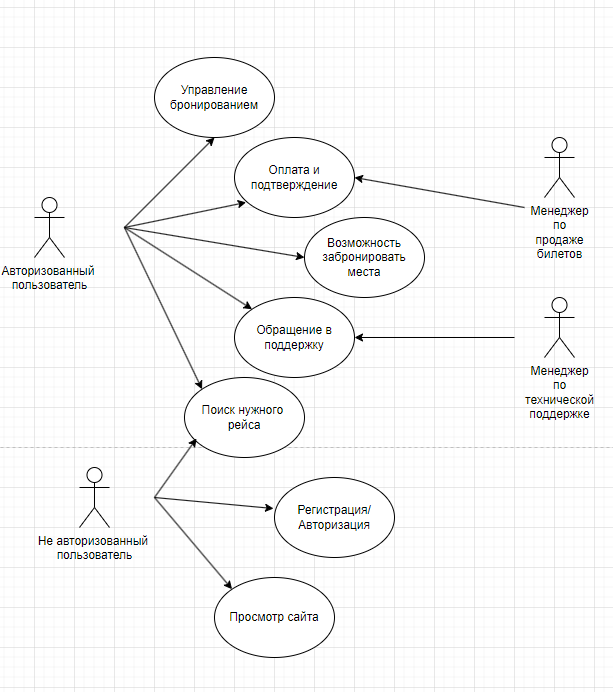 Управление
бронированием
Оплата и
подтверждение
Менеджер
по
продаже
билетов
Авторизованный
пользователь
Возможность
забронировать
места
Обращение в
поддержку
Менеджер
по
технической
поддержке
Поиск нужного
рейса
Не авторизованный
пользователь
Регистрация/
Авторизация
Просмотр сайта